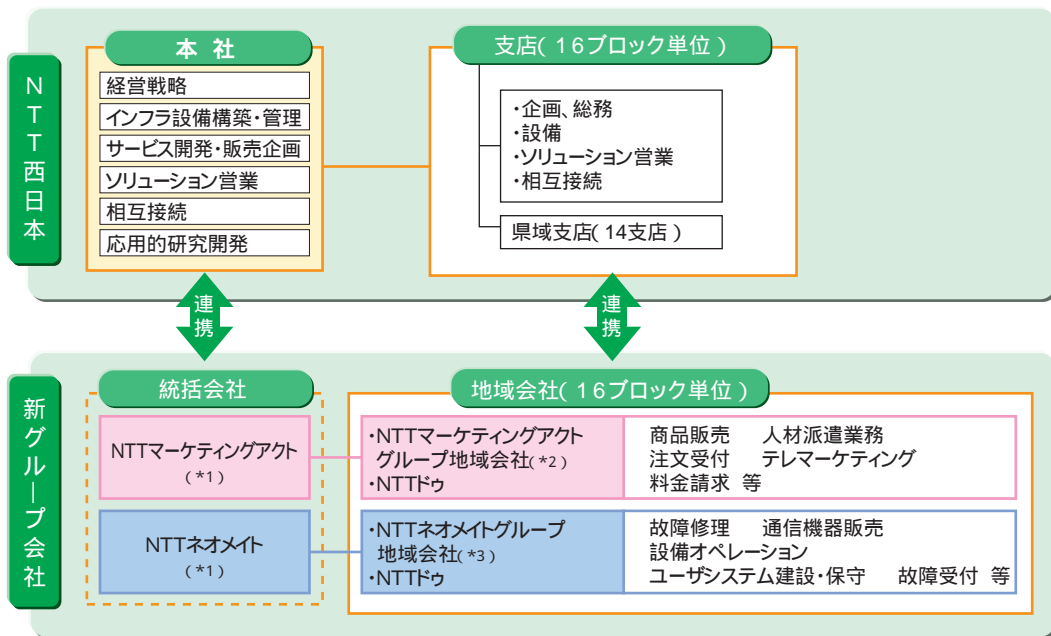 NTT西日本
本 社
経営戦略
インフラ設備構築・管理
サービス開発・販売企画
ソリューション営業
相互接続
応用的研究開発
支店(16ブロック単位)
・企画、総務
・設備
・ソリューション営業
・相互接続
県域支店(14支店)
連携
連携
新グループ会社
統括会社
NTTマーケティングアクト
(*1)
NTTネオメイト
(*1)
地域会社(16ブロック単位)
・NTTマーケティングアクト
グループ地域会社(*2)
・NTTドゥ
商品販売 人材派遣業務
注文受付 テレマーケティング
料金請求 等
・NTTネオメイトグループ
地域会社(*3)
・NTTドゥ
故障修理 通信機器販売
設備オペレーション
ユーザシステム建設・保守 故障受付 等